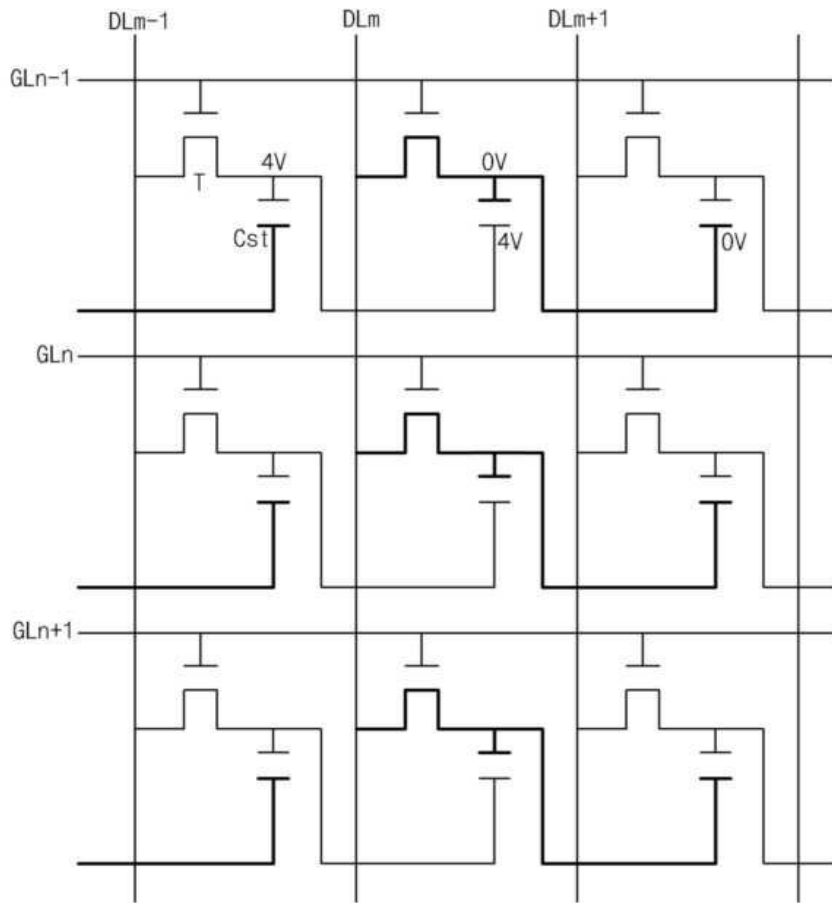 DLm-1 DLm DLm+1
GLn-1
4V 0V
T
Cst 4V 0V
GLn
GLn+1